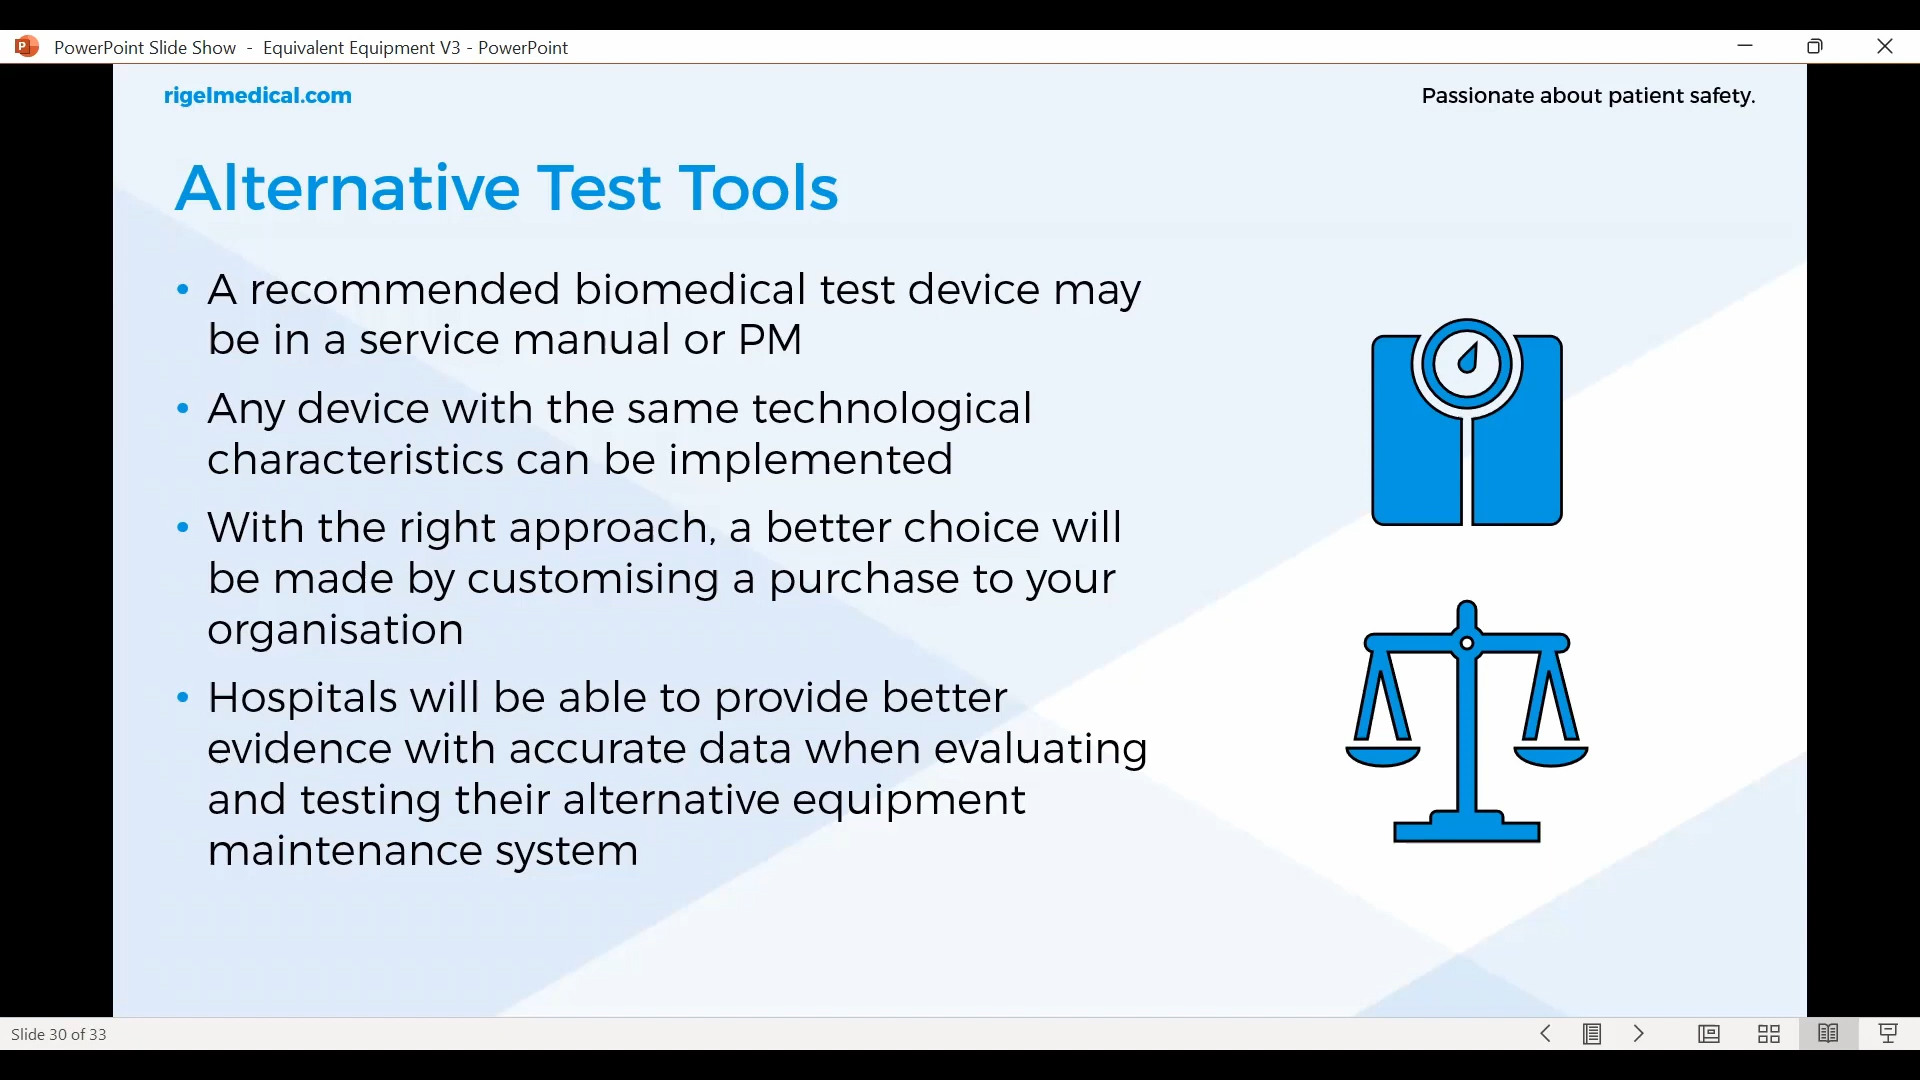 PowerPoint Slide Show - Equivalent Equipment V3 - PowerPoint
rigelmedical.com
Passionate about patient safety.
Alternative Test Tools
• A recommended biomedical test device may
be in a service manual or PM
• Any device with the same technological
characteristics can be implemented
• With the right approach, a better choice will
be made by customising a purchase to your
organisation
• Hospitals will be able to provide better
evidence with accurate data when evaluating
and testing their alternative equipment
maintenance system
Slide 30 of 33